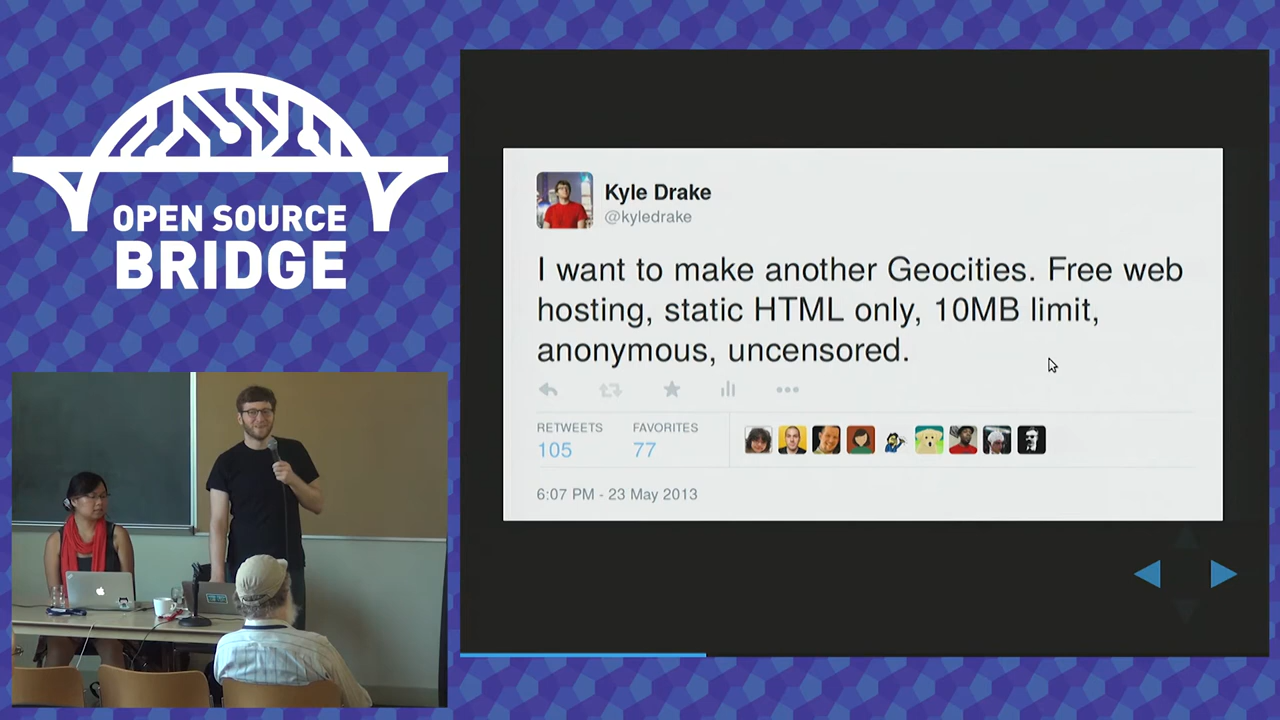 OPEN SOURCE
BRIDGE
Kyle Drake
@kyledrake
I want to make another Geocities. Free web
hosting, static HTML only, 10MB limit,
anonymous, uncensored.
RETWEETS
105
FAVORITES
77
6:07 PM - 23 May 2013